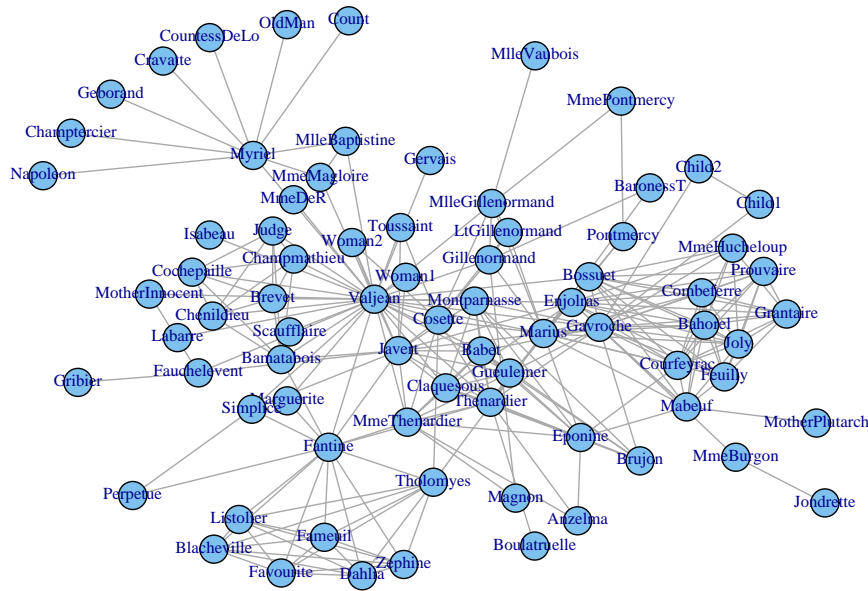 Count
OldMan
CountessDeLo
MlleVaubois
Cravatte
Geborand
MmePontmercy
Champtercier
MlleBaptistine
Myriel
Gervais
Child2
Napoleon
MmeMagloire
BaronessT
MmeDeR
MlleGillenormand
Child1
Toussaint
LtGillenormand
Isabeau
Judge
Woman2
Pontmercy
MmeHucheloup
Champmathieu
Gillenormand
Cochepaille
Bossuet
Prouvaire
Woman1
MotherInnocent
Brevet
Valjean
Montparnasse
Enjolras
Combeferre
Chenildieu
Cosette
Grantaire
Scaufflaire
Marius
Gavroche
Bahorel
Labarre
Javert
Babet
Joly
Bamatabois
Fauchelevent
Gueulemer
Courfeyrac
Feuilly
Gribier
Claquesous
Marguerite
Thenardier
Simplice
Mabeuf
MmeThenardier
MotherPlutarch
Fantine
Eponine
MmeBurgon
Brujon
Tholomyes
Perpetue
Magnon
Jondrette
Listolier
Anzelma
Fameuil
Blacheville
Boulatruelle
Zephine
Favourite
Dahlia